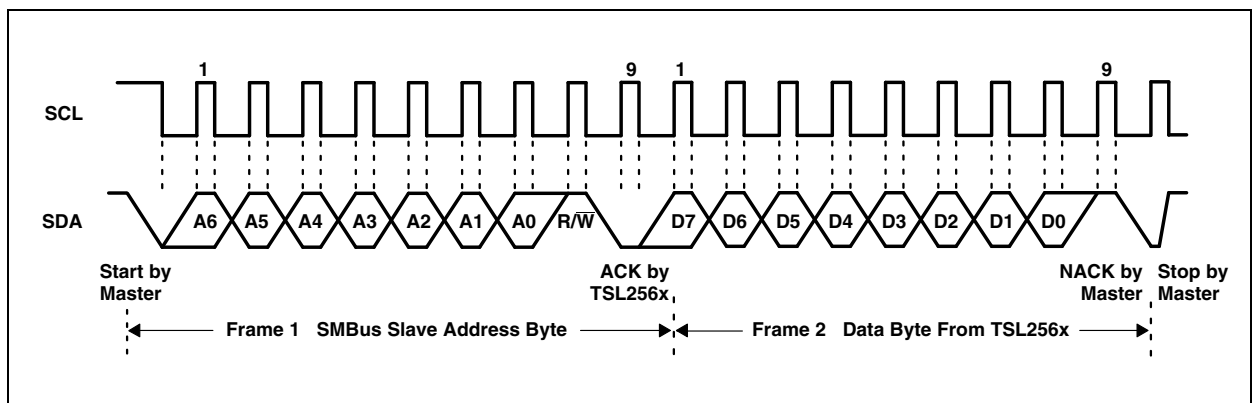 1 9 1 9
SCL
SDA
A6 A5 A4 A3 A2 A1 A0 R/W̅ D7 D6 D5 D4 D3 D2 D1 D0
Start by
Master
ACK by
TSL256x
NACK by
Master
Stop by
Master
Frame 1 SMBus Slave Address Byte
Frame 2 Data Byte From TSL256x